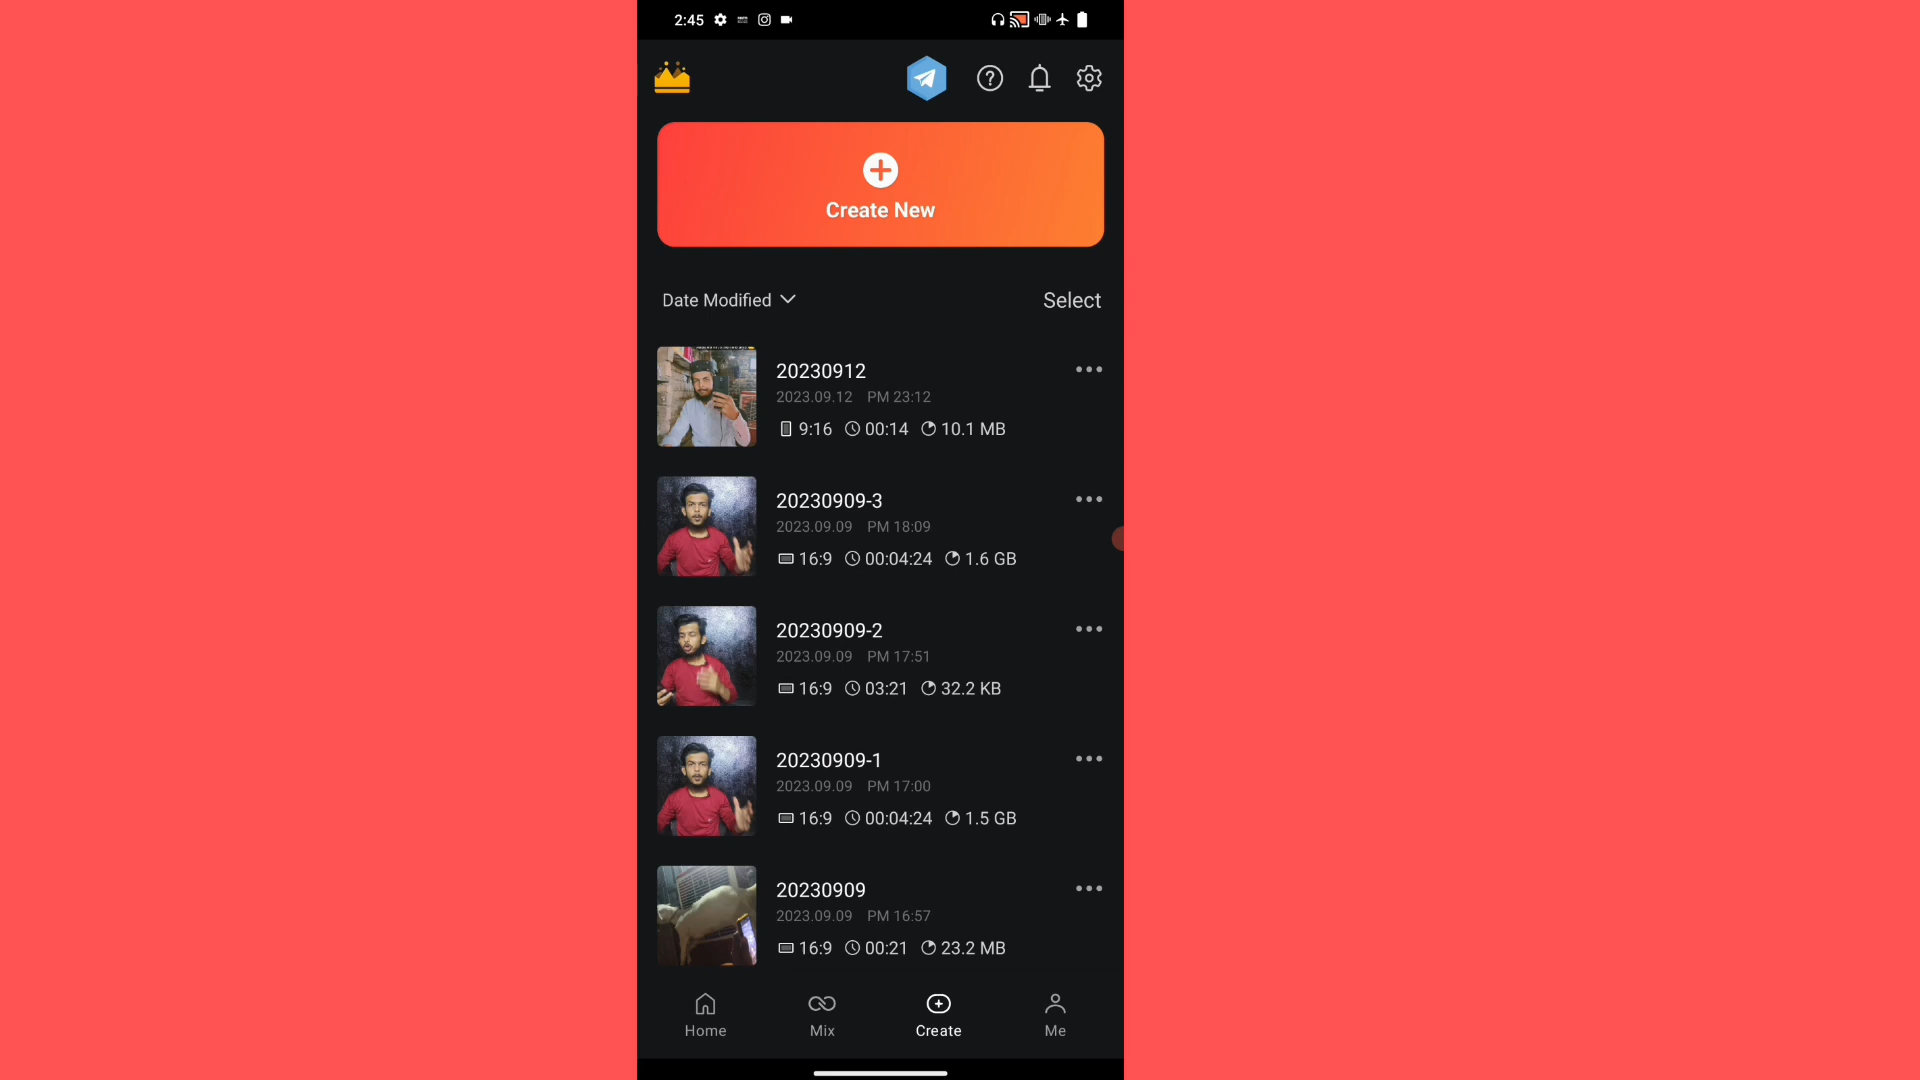 2:45
Create New
Date Modified
Select
20230912
2023.09.12 PM 23:12
9:16 00:14 10.1 MB
20230909-3
2023.09.09 PM 18:09
16:9 00:04:24 1.6 GB
20230909-2
2023.09.09 PM 17:51
16:9 03:21 32.2 KB
20230909-1
2023.09.09 PM 17:00
16:9 00:04:24 1.5 GB
20230909
2023.09.09 PM 16:57
16:9 00:21 23.2 MB
Home
Mix
Create
Me